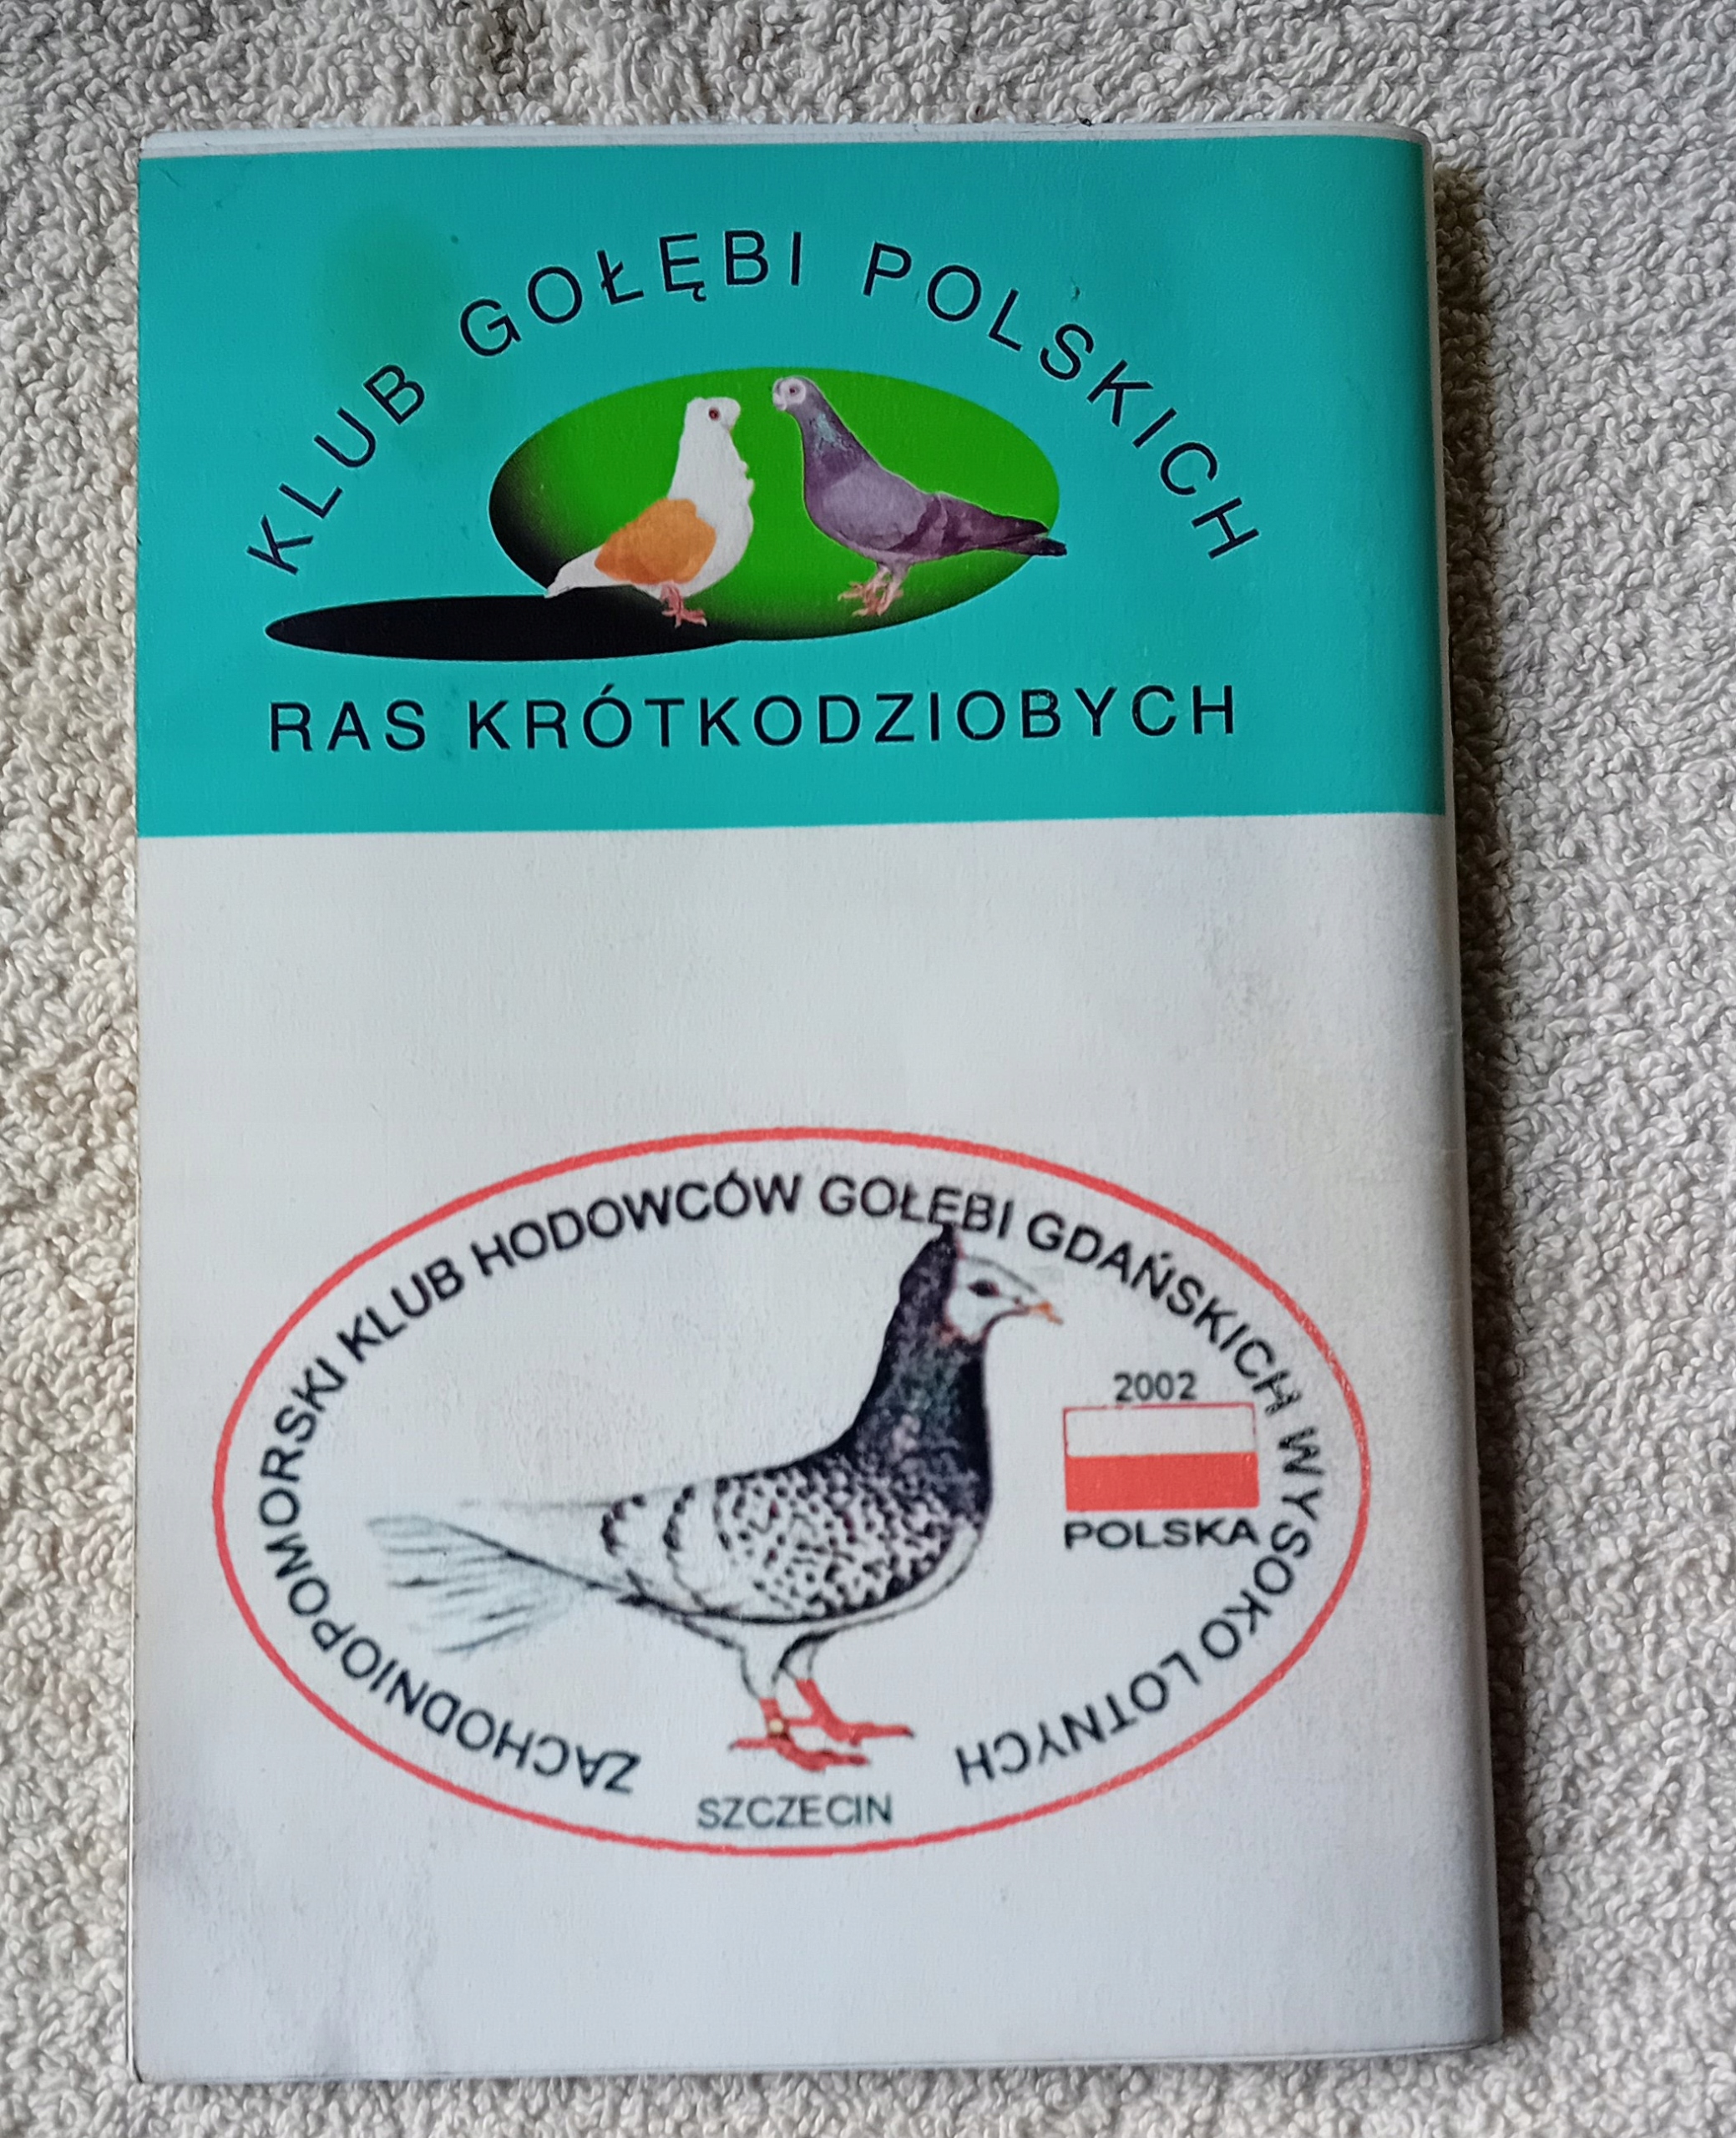 KLUB GOŁĘBI POLSKICH
RAS KRÓTKODZIOBYCH
ZACHODNIOPOMORSKI KLUB HODOWCÓW GOŁĘBI GDAŃSKICH WYSOKO LOTNYCH
2002
POLSKA
SZCZECIN